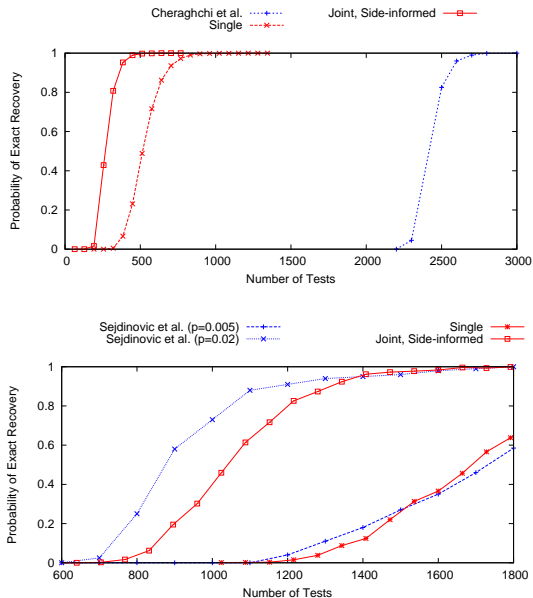 Cheraghchi et al.
Single
Joint, Side-informed
Probability of Exact Recovery
1
0.8
0.6
0.4
0.2
0
0 500 1000 1500 2000 2500 3000
Number of Tests
Sejdinovic et al. (p=0.005)
Sejdinovic et al. (p=0.02)
Single
Joint, Side-informed
Probability of Exact Recovery
1
0.8
0.6
0.4
0.2
0
600 800 1000 1200 1400 1600 1800
Number of Tests